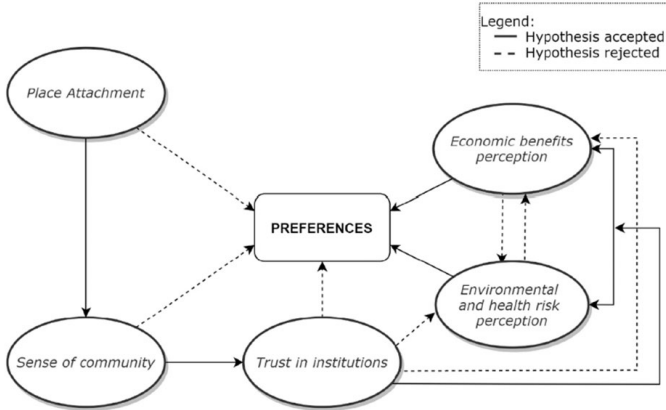 Legend:
Hypothesis accepted
Hypothesis rejected
Place Attachment
Economic benefits
perception
PREFERENCES
Environmental
and health risk
perception
Sense of community
Trust in institutions